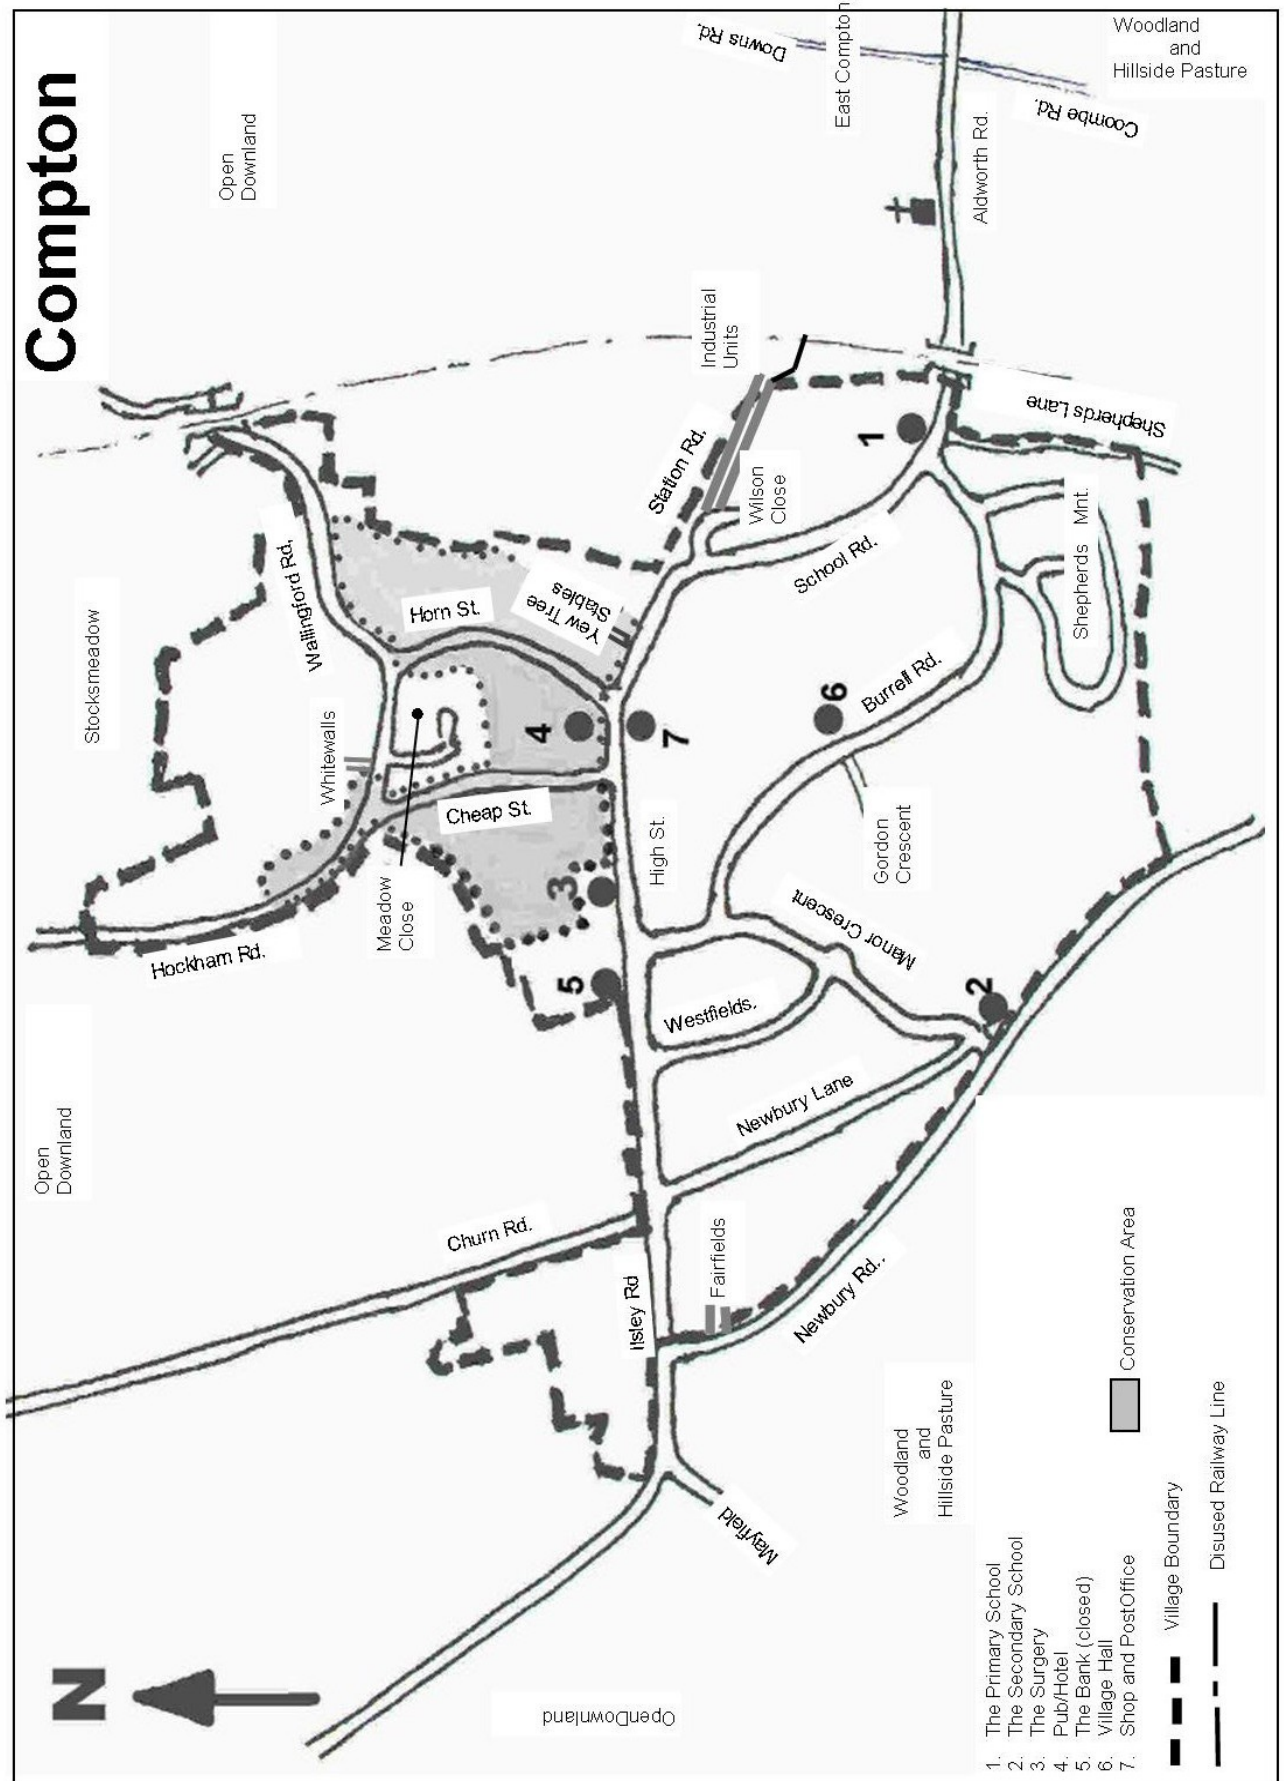 Compton
N
Open
Downland
Open
Downland
Stocksmeadow
Hockham Rd.
Whitewalls
Wallingford Rd,
Meadow
Close
Churn Rd.
Cheap St.
Horn St.
Yew Tree
Stables
OpenDownland
Ilsley Rd
High St.
Station Rd.
Industrial
Units
Downs Rd.
5
3
4
7
Mayfield
Fairfields
Newbury Lane
Westfields.
Wilson
Close
East Compton
Newbury Rd..
Manor Crescent
Gordon
Crescent
6
Burrell Rd.
School Rd.
1
2
Aldworth Rd.
Coombe Rd.
Woodland
and
Hillside Pasture
Shepherds Mnt.
Shepherds Lane
Woodland
and
Hillside Pasture
1. The Primary School
2. The Secondary School
3. The Surgery
4. Pub/Hotel
5. The Bank (closed)
6. Village Hall
7. Shop and PostOffice
Conservation Area
Village Boundary
Disused Railway Line